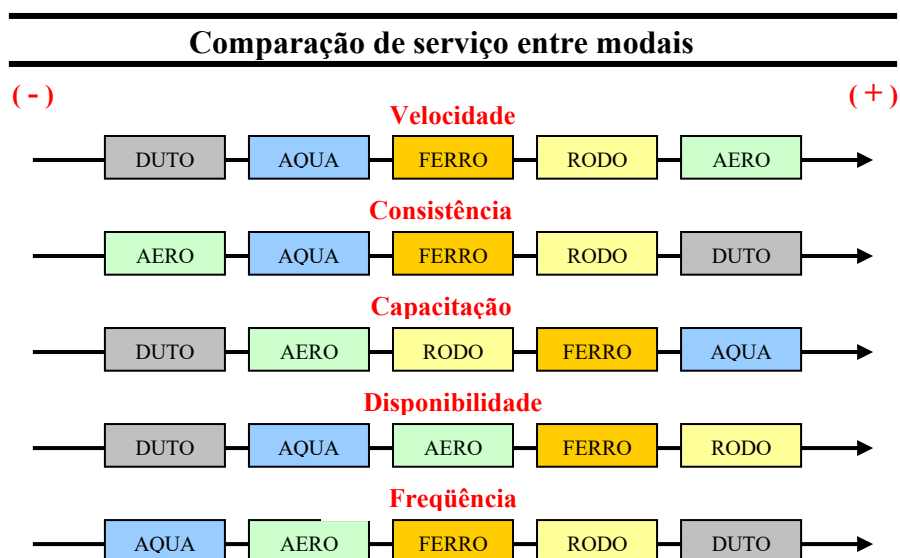 Comparação de serviço entre modais
( - ) ( + )
Velocidade
DUTO AQUA FERRO RODO AERO
Consistência
AERO AQUA FERRO RODO DUTO
Capacitação
DUTO AERO RODO FERRO AQUA
Disponibilidade
DUTO AQUA AERO FERRO RODO
Freqüência
AQUA AERO FERRO RODO DUTO